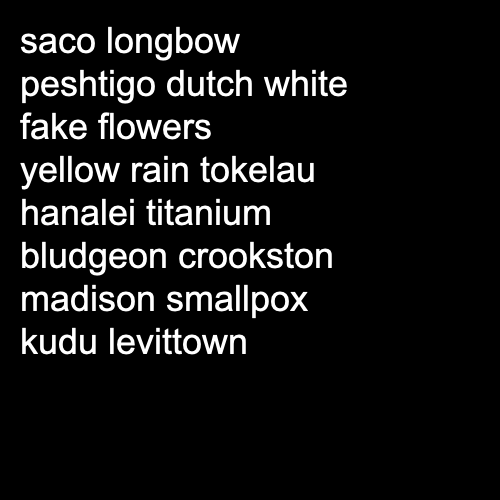 saco longbow
peshtigo dutch white
fake flowers
yellow rain tokelau
hanalei titanium
bludgeon crookston
madison smallpox
kudu levittown